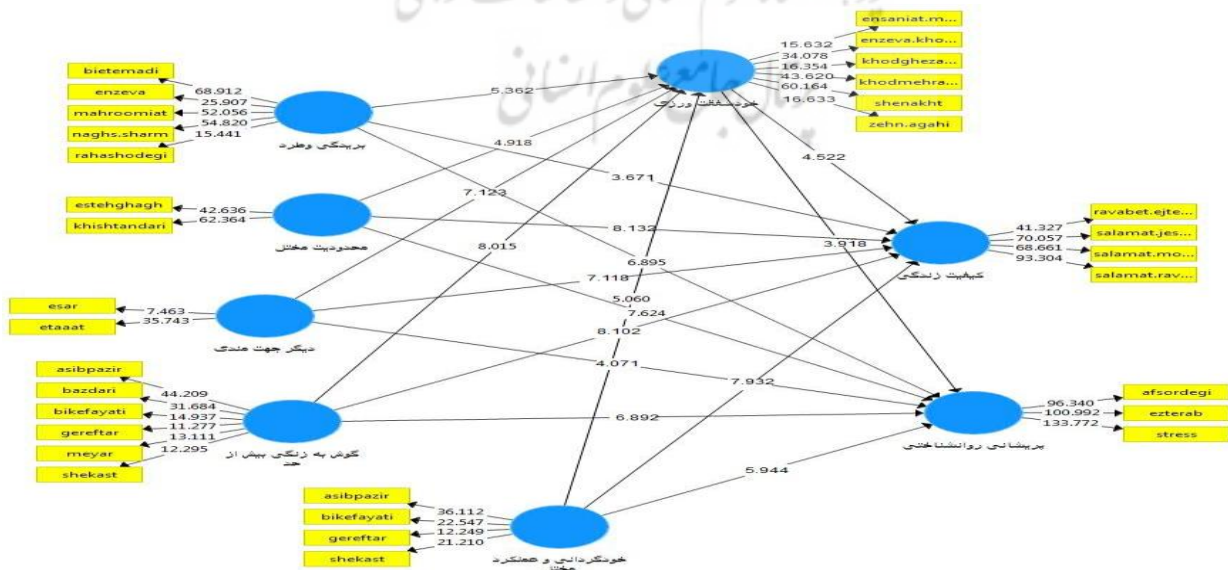 ensaniat.m...
15.632
enzeva.kho...
34.078
khodgheza...
16.354
khodmehra...
43.620
shenakht
60.164
zehn.agahi
16.633
خودشفقت ورزی
bietemadi
68.912
enzeva
25.907
mahroomiat
52.056
naghs.sharm
54.820
rahashodegi
15.441
بریدگی وطرد
5.362
4.918
7.123
8.015
6.895
4.522
3.918
3.671
estehghagh
42.636
khishtandari
62.364
محدودیت مختل
8.132
7.118
5.060
7.624
8.102
ravabet.ejte...
41.327
salamat.jes...
70.057
salamat.mo...
68.661
salamat.rav...
93.304
کیفیت زندگی
esar
7.463
etaaat
35.743
دیگر جهت مندی
4.071
7.932
asibpazir
44.209
bazdari
31.684
bikefayati
14.937
gereftar
11.277
meyar
13.111
shekast
12.295
گوش به زنگی بیش از
حد
6.892
5.944
afsordegi
96.340
ezterab
100.992
stress
133.772
پریشانی روانشناختی
asibpazir
36.112
bikefayati
22.547
gereftar
12.249
shekast
21.210
خودگردانی و عملکرد
مختل